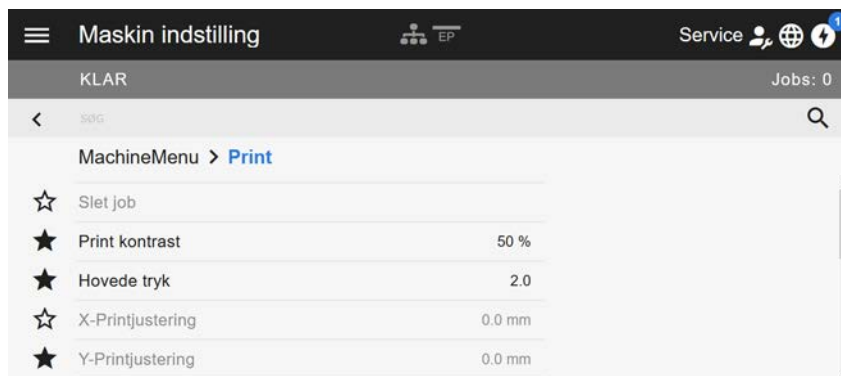 Maskin indstilling EP Service 1
KLAR Jobs: 0
SØG
MachineMenu > Print
Slet job
Print kontrast 50 %
Hovede tryk 2.0
X-Printjustering 0.0 mm
Y-Printjustering 0.0 mm